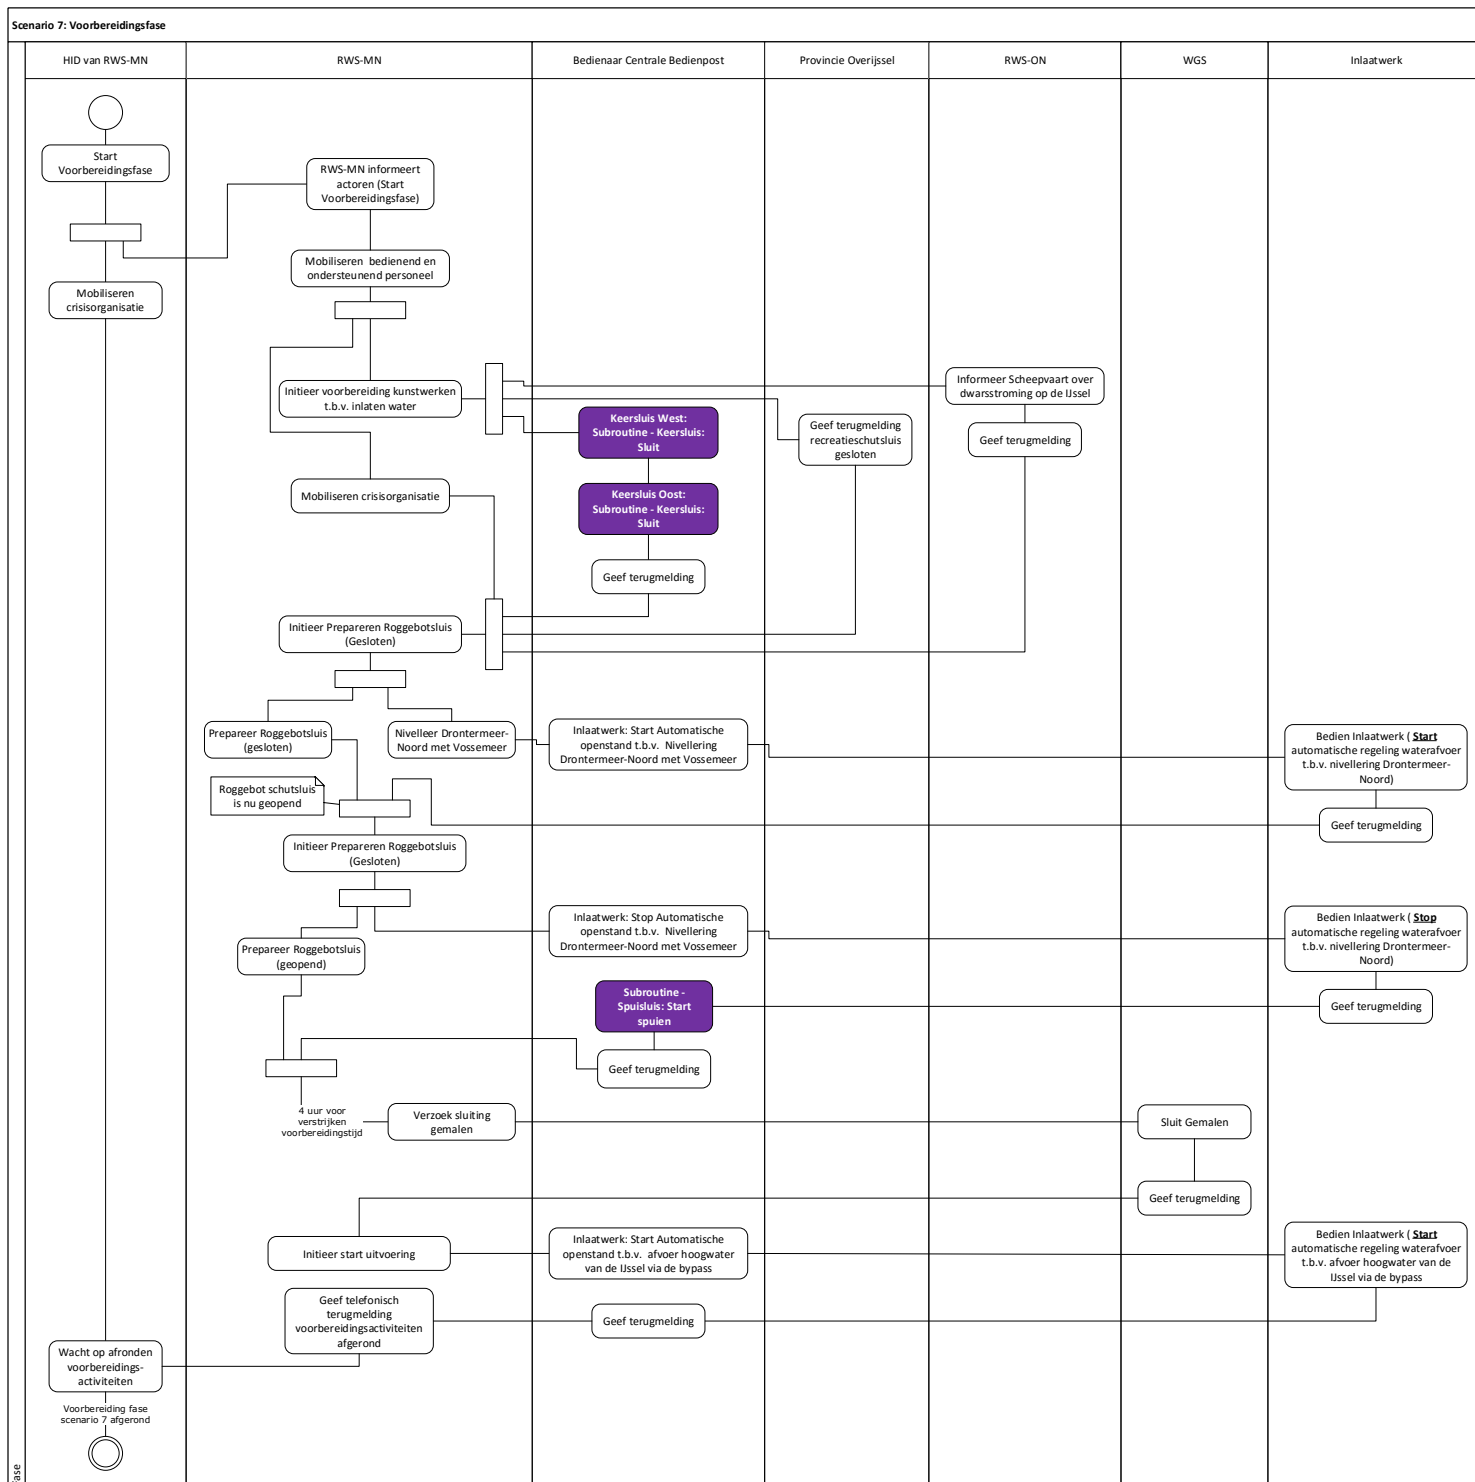 Scenario 7: Voorbereidingsfase
HID van RWS-MN
RWS-MN
Bedienaar Centrale Bedienpost
Provincie Overijssel
RWS-ON
WGS
Inlaatwerk
Start
Voorbereidingsfase
RWS-MN informeert
actoren (Start
Voorbereidingsfase)
Mobiliseren bedienend en
ondersteunend personeel
Mobiliseren
crisisorganisatie
Initieer voorbereiding kunstwerken
t.b.v. inlaten water
Informeer Scheepvaart over
dwarsstroming op de IJssel
Keersluis West:
Subroutine - Keersluis:
Sluit
Geef terugmelding
recreatieschutsluis
gesloten
Geef terugmelding
Mobiliseren crisisorganisatie
Keersluis Oost:
Subroutine - Keersluis:
Sluit
Geef terugmelding
Initieer Prepareren Roggebotsluis
(Gesloten)
Prepareer Roggebotsluis
(gesloten)
Nivelleer Drontermeer-
Noord met Vossemeer
Inlaatwerk: Start Automatische
openstand t.b.v. Nivellering
Drontermeer-Noord met Vossemeer
Bedien Inlaatwerk ( Start
automatische regeling waterafvoer
t.b.v. nivellering Drontermeer-
Noord)
Roggebot schutsluis
is nu geopend
Geef terugmelding
Initieer Prepareren Roggebotsluis
(Gesloten)
Prepareer Roggebotsluis
(geopend)
Inlaatwerk: Stop Automatische
openstand t.b.v. Nivellering
Drontermeer-Noord met Vossemeer
Bedien Inlaatwerk ( Stop
automatische regeling waterafvoer
t.b.v. nivellering Drontermeer-
Noord)
Subroutine -
Spuisluis: Start
spuien
Geef terugmelding
Geef terugmelding
4 uur voor
verstrijken
voorbereidingstijd
Verzoek sluiting
gemalen
Sluit Gemalen
Geef terugmelding
Initieer start uitvoering
Inlaatwerk: Start Automatische
openstand t.b.v. afvoer hoogwater
van de IJssel via de bypass
Bedien Inlaatwerk ( Start
automatische regeling waterafvoer
t.b.v. afvoer hoogwater van de
IJssel via de bypass
Geef telefonisch
terugmelding
voorbereidingsactiviteiten
afgerond
Geef terugmelding
Wacht op afronden
voorbereidings-
activiteiten
Voorbereiding fase
scenario 7 afgerond